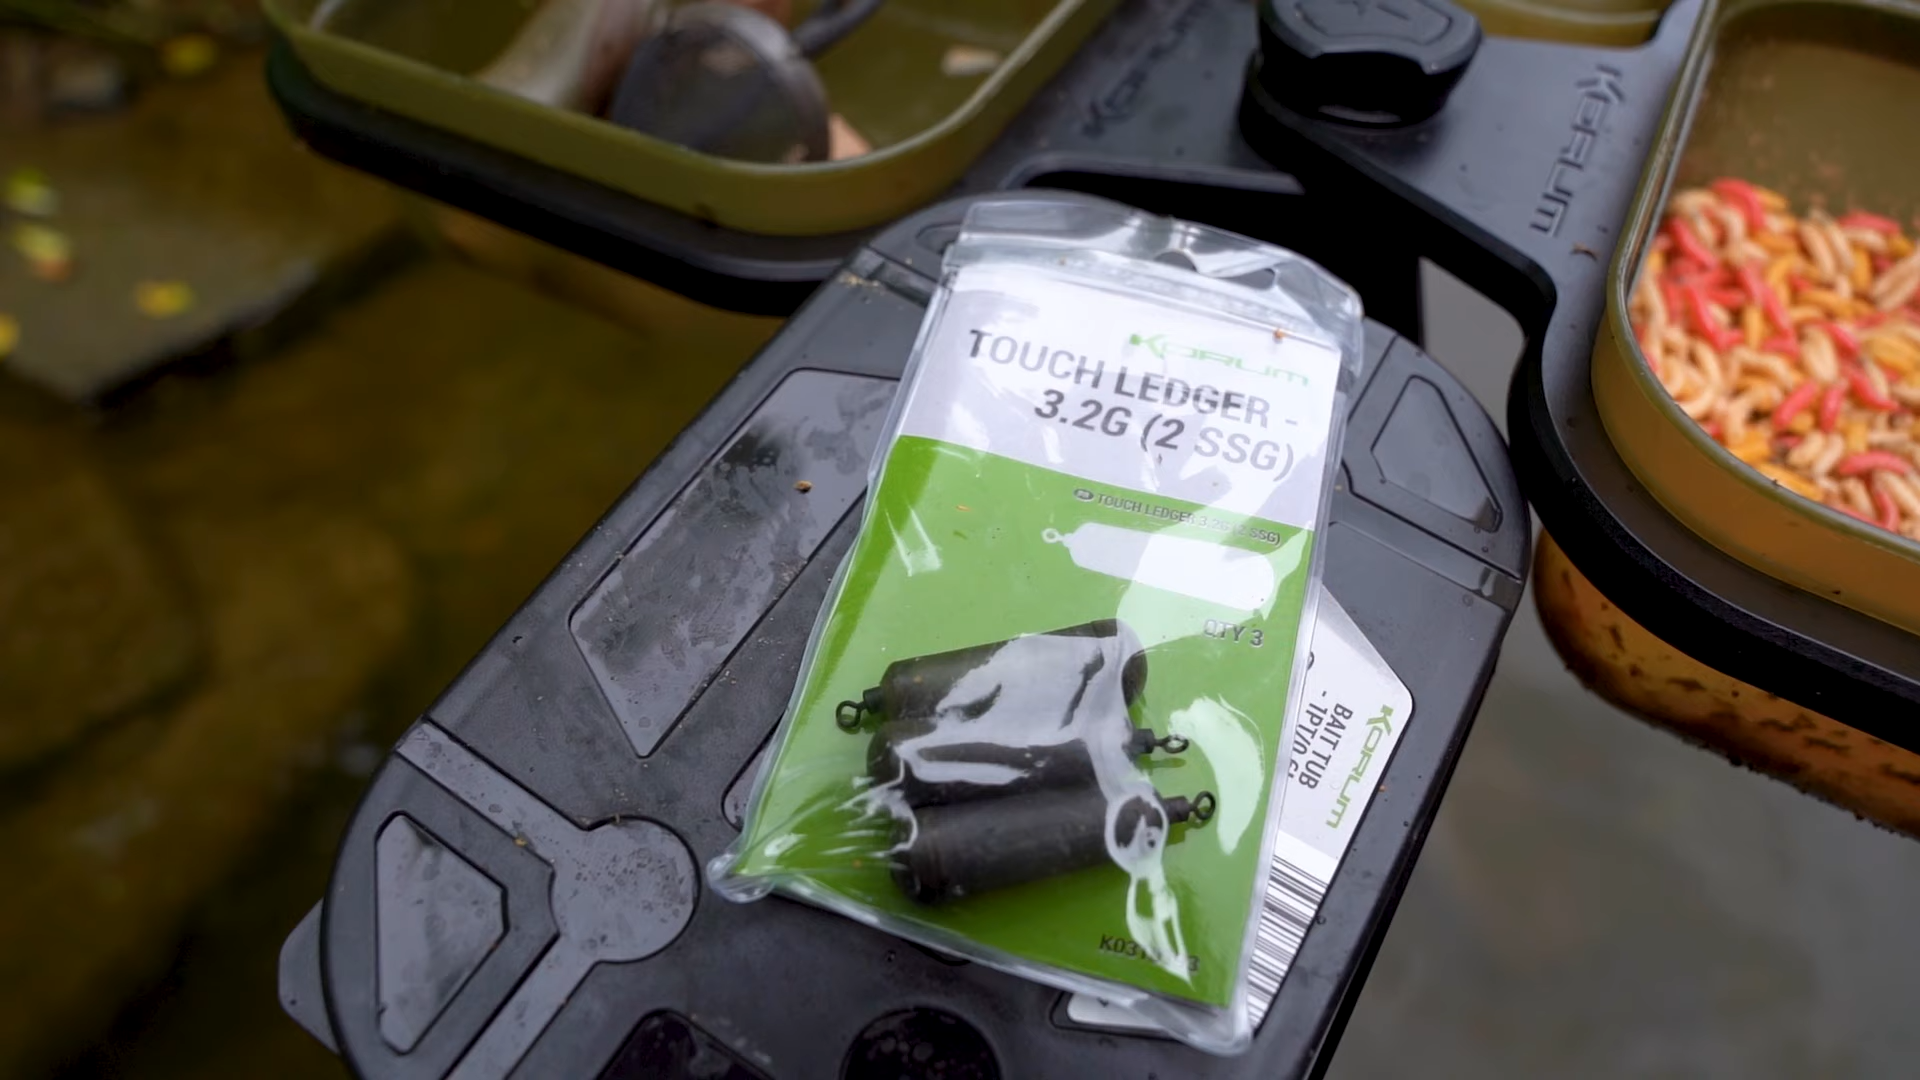 KORUM
KORUM
KORUM
TOUCH LEDGER -
3.2G (2 SSG)
TOUCH LEDGER 3.2G (2 SSG)
QTY 3
KORUM
BAIT TUB